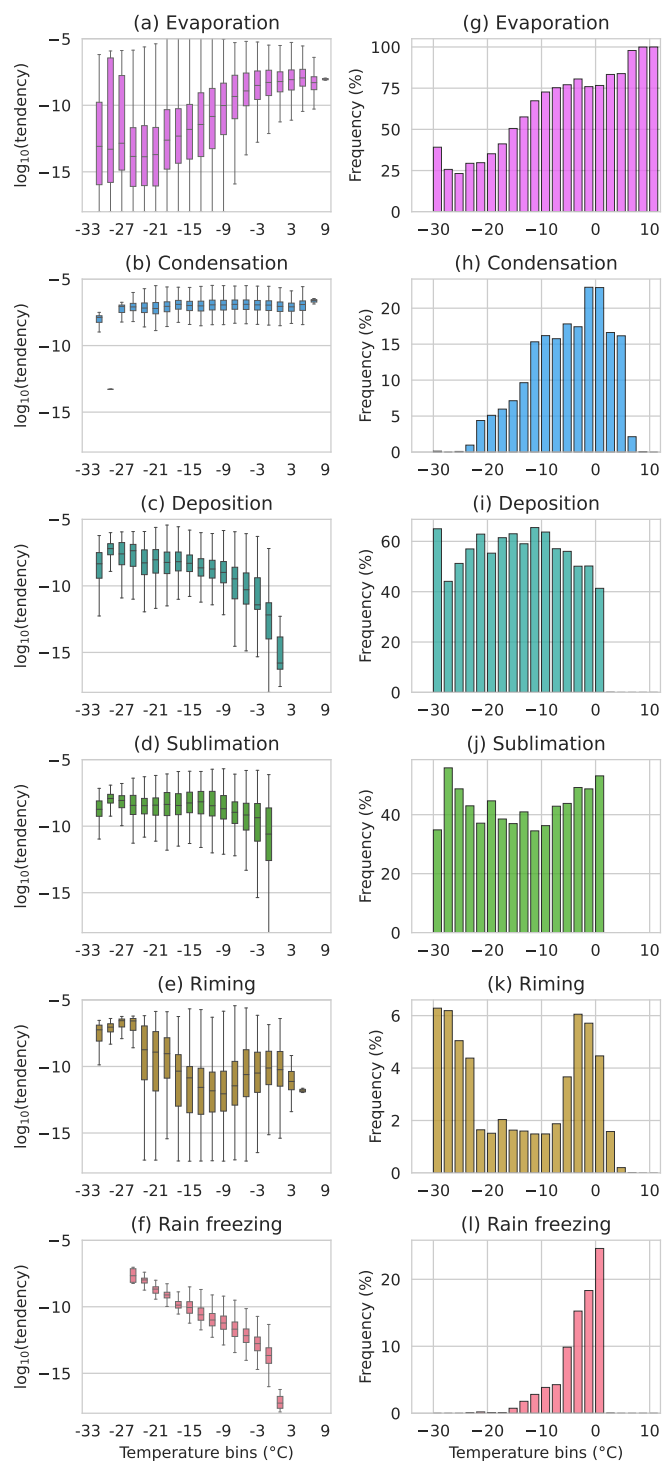 (a) Evaporation
(g) Evaporation
−5
−10
−15
log10(tendency)
-33 -27 -21 -15 -9 -3 3 9
100
75
50
25
0
Frequency (%)
−30 −20 −10 0 10
(b) Condensation
(h) Condensation
−5
−10
−15
log10(tendency)
-33 -27 -21 -15 -9 -3 3 9
20
15
10
5
0
Frequency (%)
−30 −20 −10 0 10
(c) Deposition
(i) Deposition
−5
−10
−15
log10(tendency)
-33 -27 -21 -15 -9 -3 3 9
60
40
20
0
Frequency (%)
−30 −20 −10 0 10
(d) Sublimation
(j) Sublimation
−5
−10
−15
log10(tendency)
-33 -27 -21 -15 -9 -3 3 9
40
20
0
Frequency (%)
−30 −20 −10 0 10
(e) Riming
(k) Riming
−5
−10
−15
log10(tendency)
-33 -27 -21 -15 -9 -3 3 9
6
4
2
0
Frequency (%)
−30 −20 −10 0 10
(f) Rain freezing
(l) Rain freezing
−5
−10
−15
log10(tendency)
-33 -27 -21 -15 -9 -3 3 9
Temperature bins (°C)
20
10
0
Frequency (%)
−30 −20 −10 0 10
Temperature bins (°C)